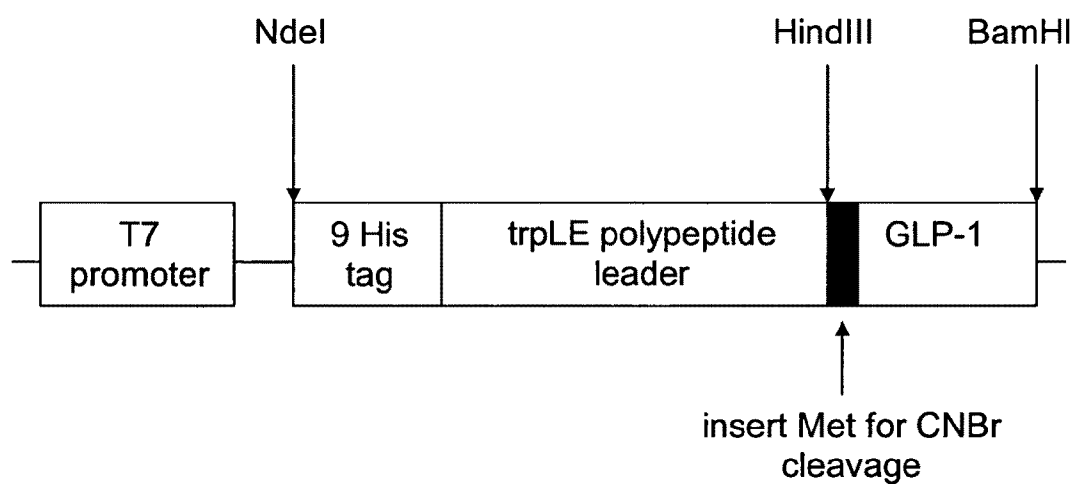 NdeI
HindIII
BamHI
T7
promoter
9 His
tag
trpLE polypeptide
leader
GLP-1
insert Met for CNBr
cleavage